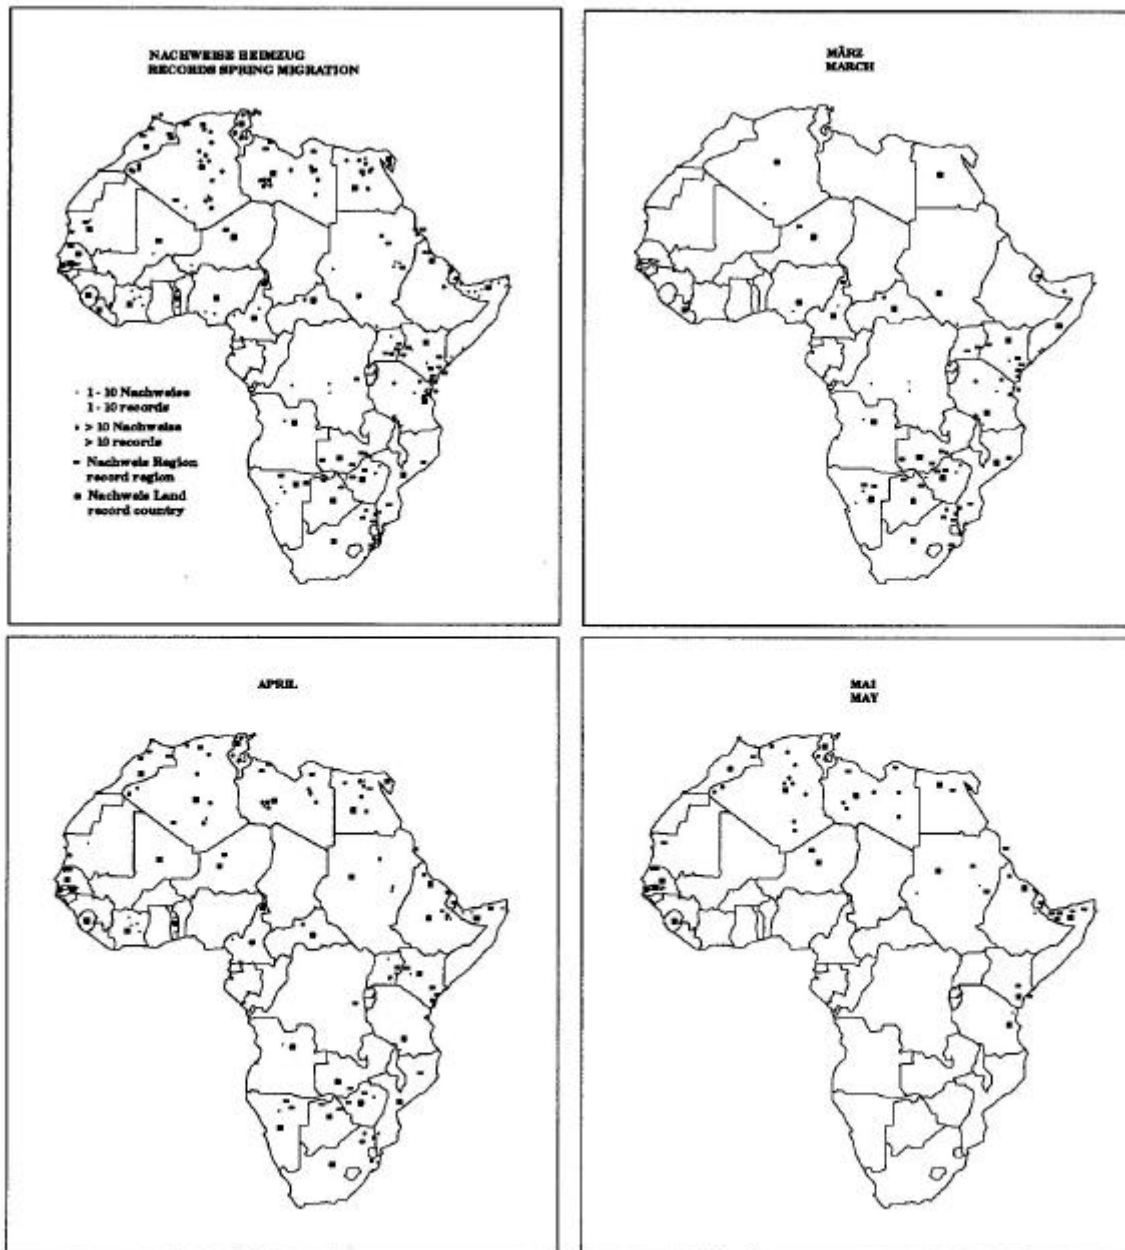 NACHWEISE HEIMZUG
RECORDS SPRING MIGRATION
1 - 10 Nachweise
1 - 10 records
> 10 Nachweise
> 10 records
Nachweis Region
record region
Nachweis Land
record country
MÄRZ
MARCH
APRIL
MAI
MAY